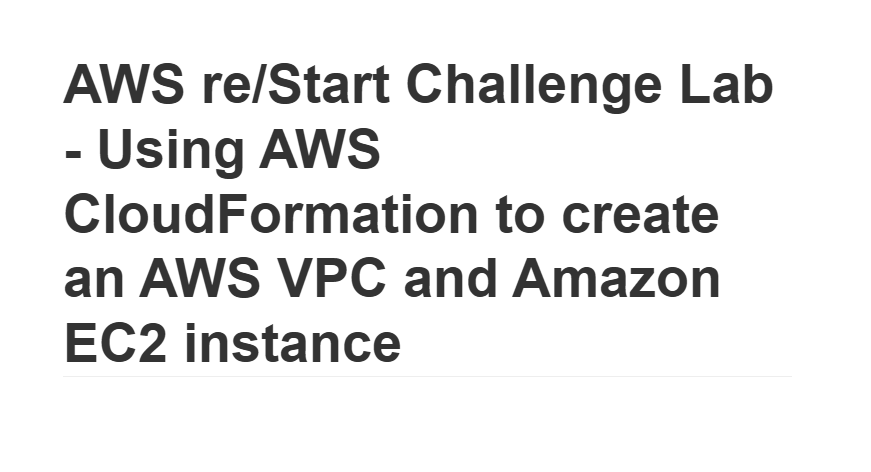 AWS re/Start Challenge Lab
- Using AWS
CloudFormation to create
an AWS VPC and Amazon
EC2 instance